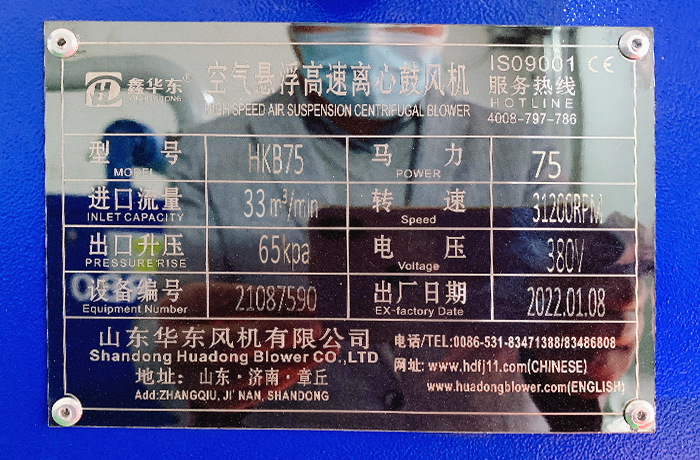 鑫华东®
空气悬浮高速离心鼓风机
HIGH SPEED AIR SUSPENSION CENTRIFUGAL BLOWER
ISO9001 CE
服务热线
HOTLINE
4008-797-786
型 号 HKB75 马 力 75
MODEL POWER
进口流量 33m³/min 转 速 31200RPM
INLET CAPACITY Speed
出口升压 65kpa 电 压 380V
PRESSURE RISE Voltage
设备编号 21087590 出厂日期 2022.01.08
Equipment Number EX-factory Date
山东华东风机有限公司
Shandong Huadong Blower CO.,LTD
地址: 山东·济南·章丘
Add:ZHANGQIU, JI' NAN, SHANDONG
电话/TEL:0086-531-83471388/83486808
网址: www.hdfj11.com(CHINESE)
www.huadongblower.com(ENGLISH)